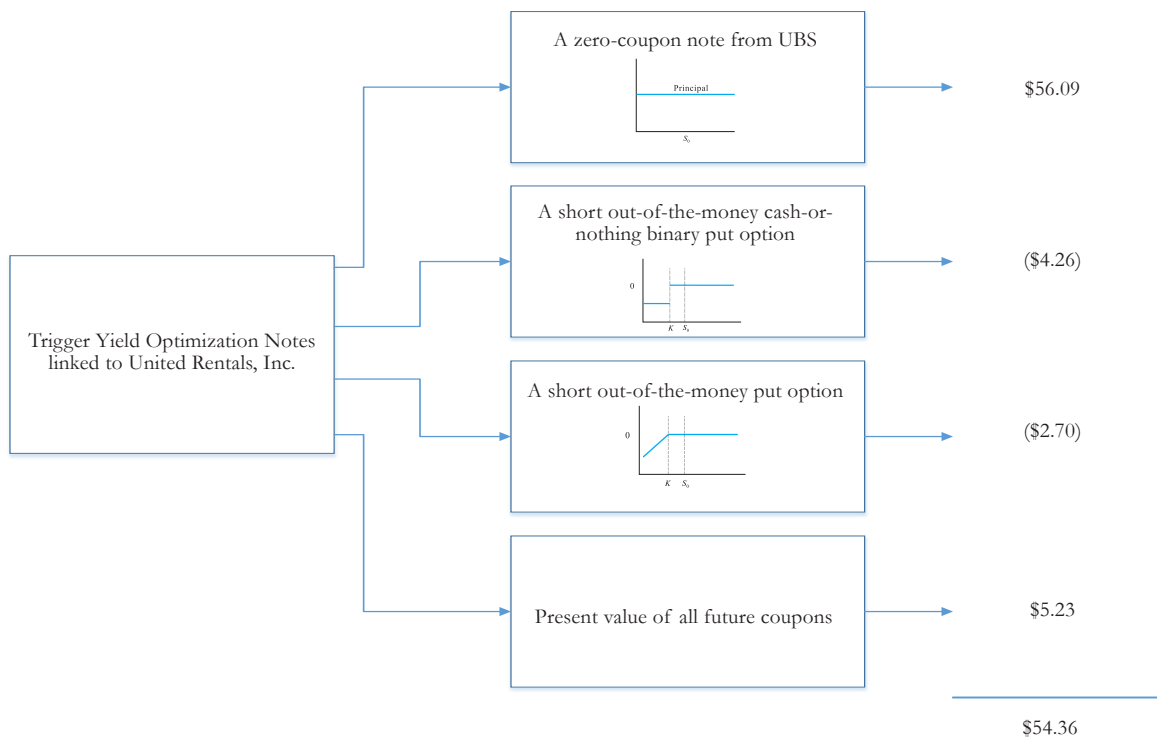 A zero-coupon note from UBS
Principal
S₀
$56.09
A short out-of-the-money cash-or-
nothing binary put option
0
K
S₀
($4.26)
Trigger Yield Optimization Notes
linked to United Rentals, Inc.
A short out-of-the-money put option
0
K
S₀
($2.70)
Present value of all future coupons
$5.23
$54.36